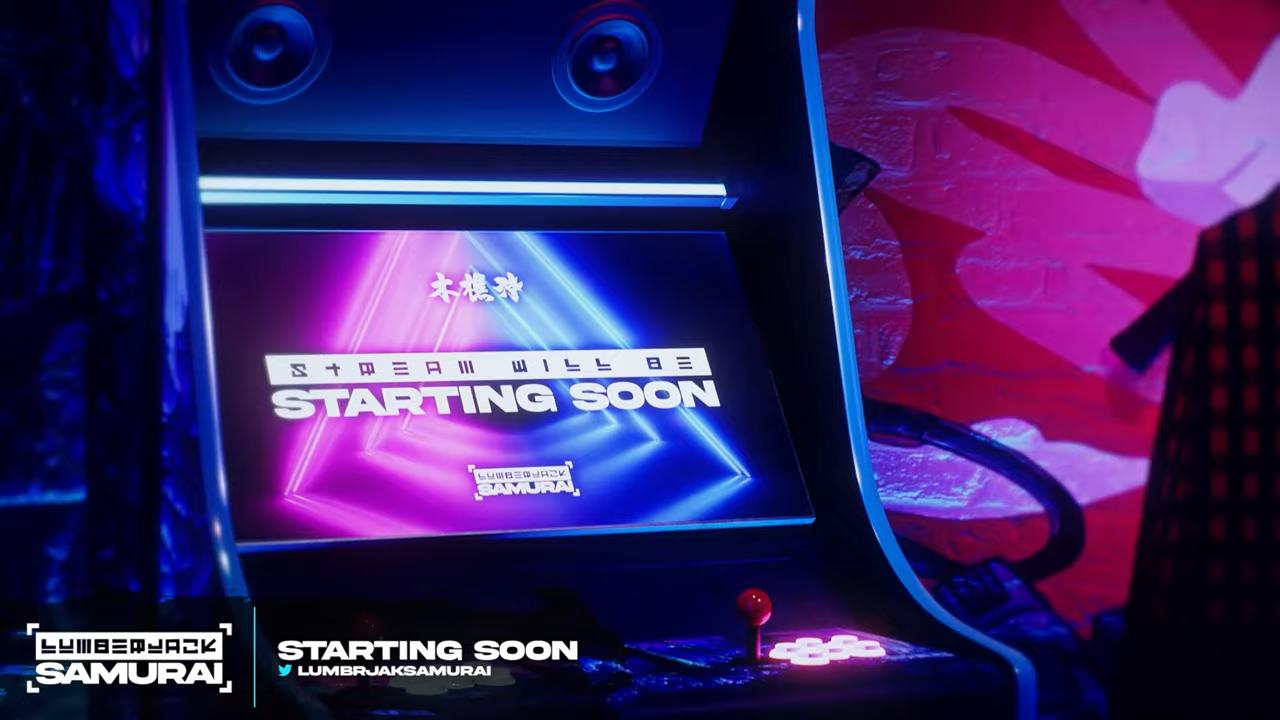 木樵侍
STREAM WILL BE
STARTING SOON
LUMBERJACK
SAMURAI
LUMBERJACK
SAMURAI
STARTING SOON
LUMBRJAKSAMURAI